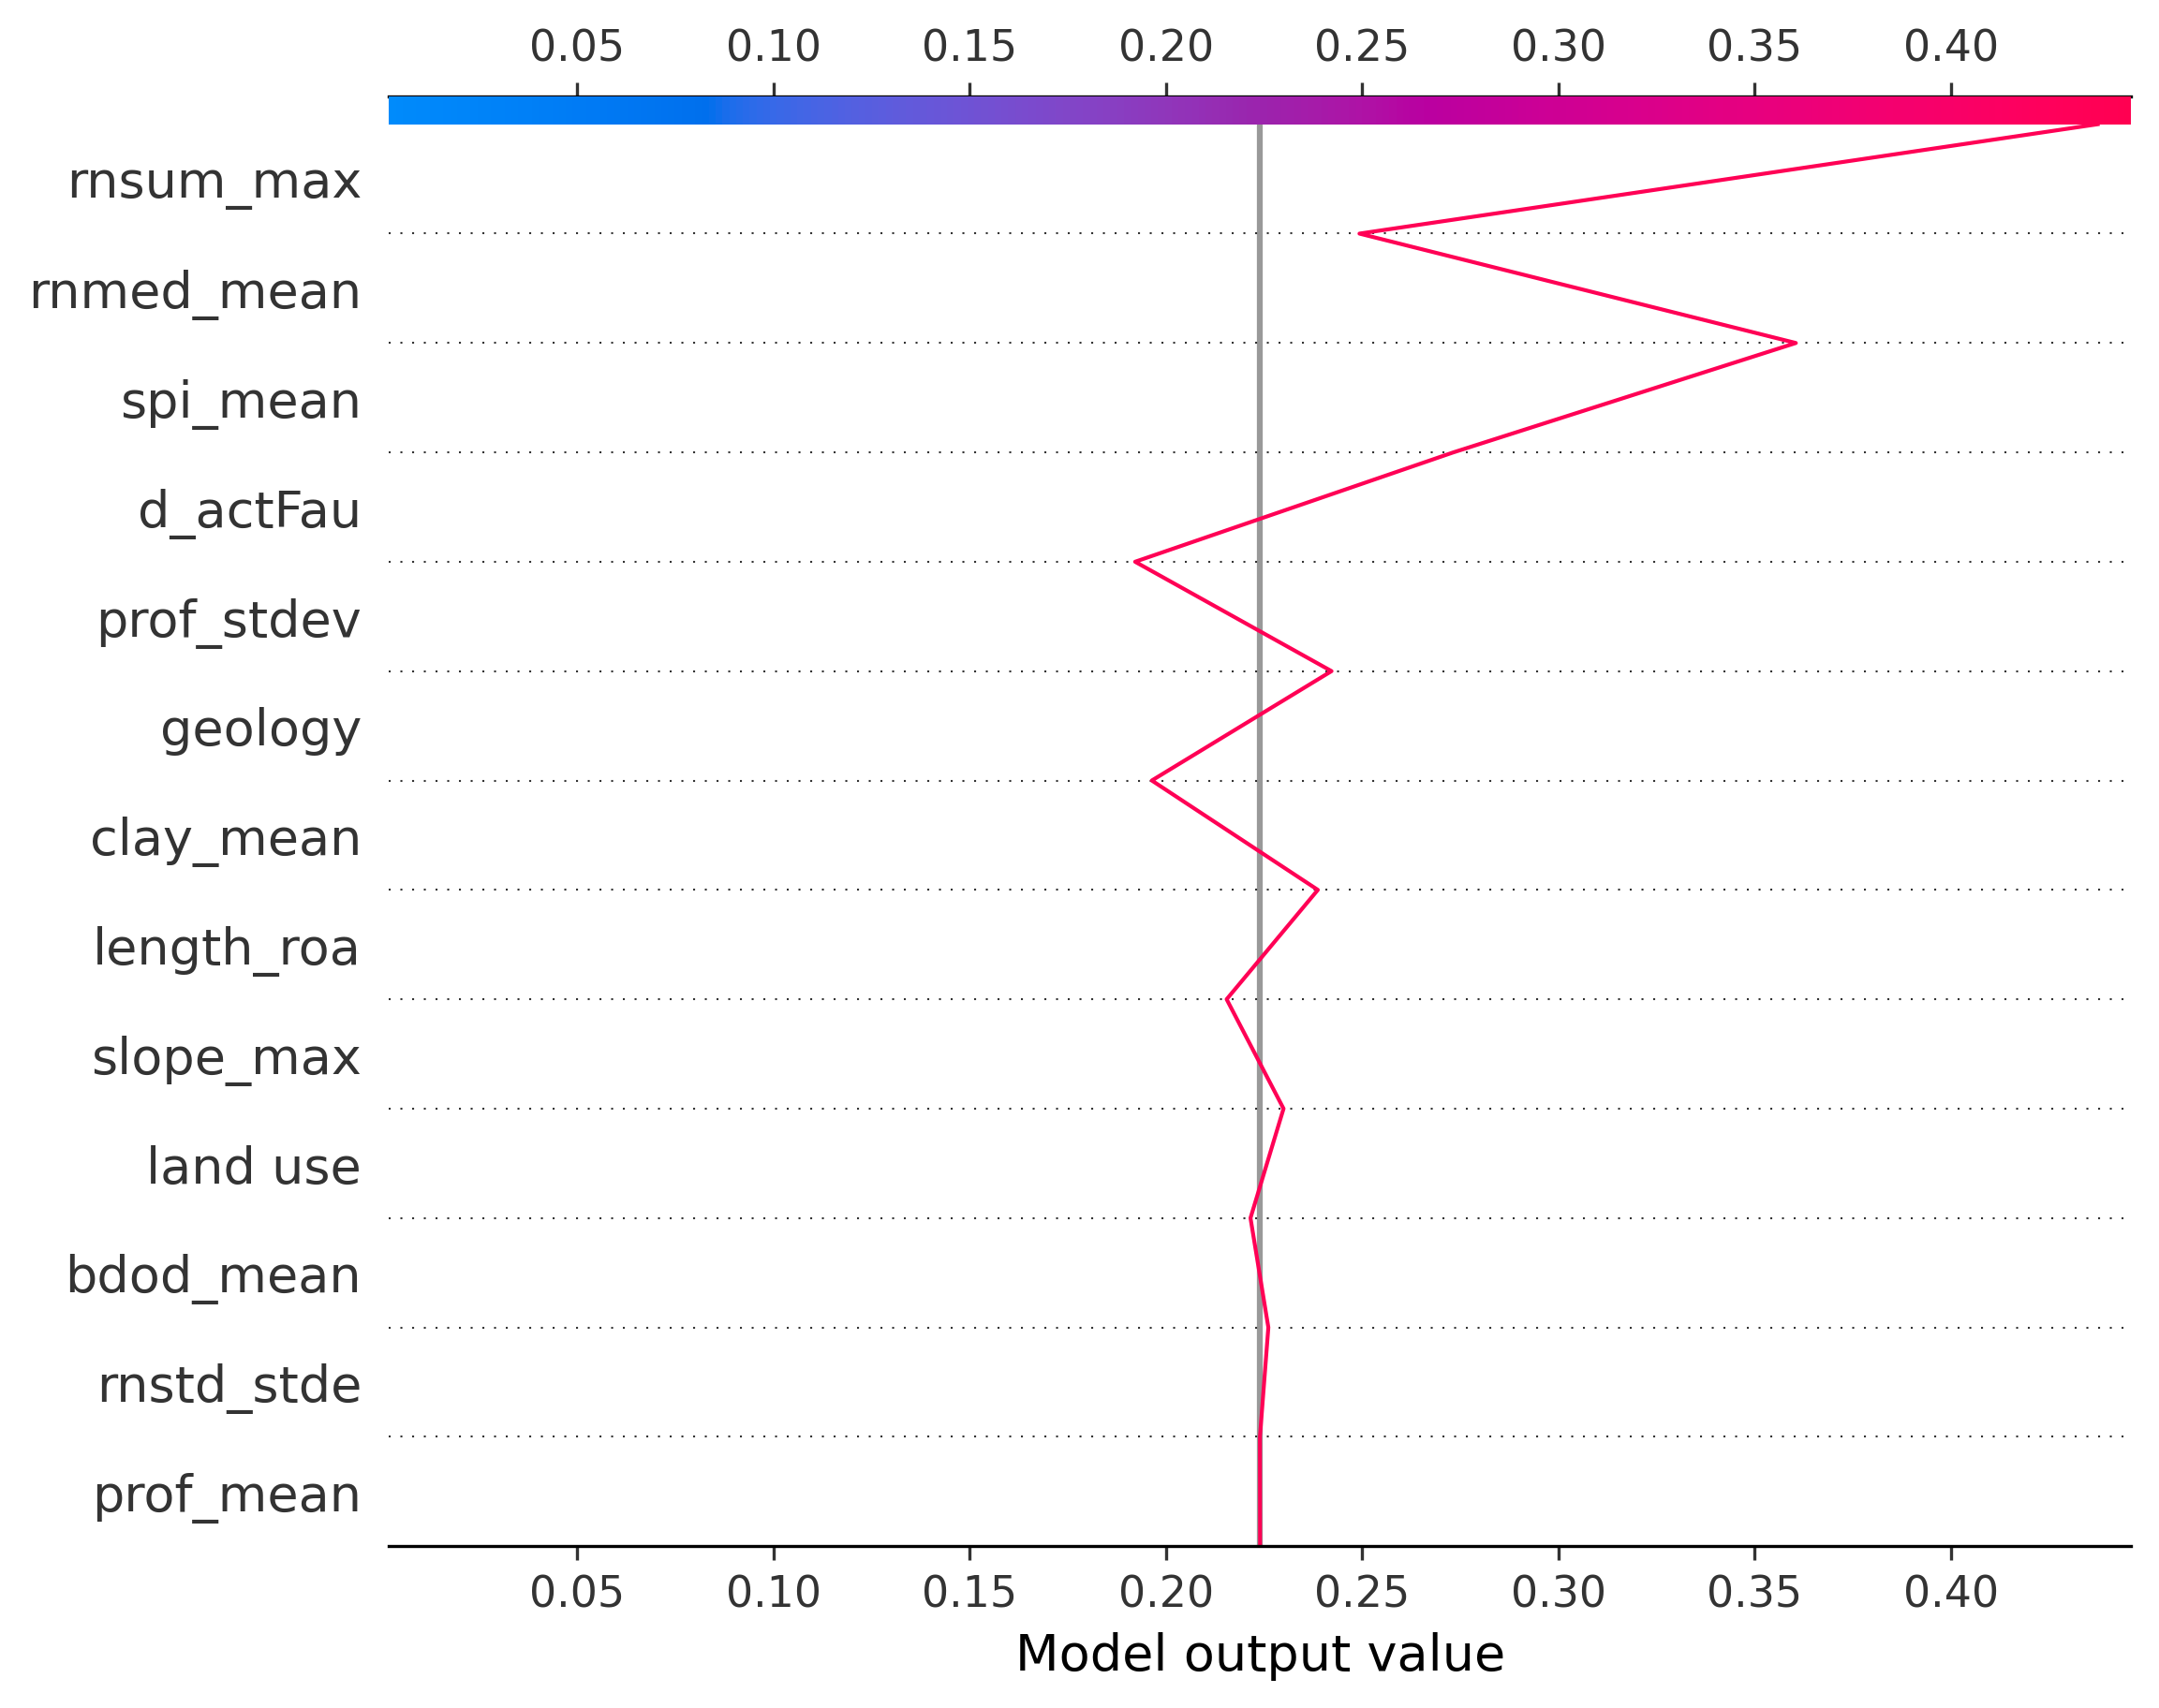 0.05 0.10 0.15 0.20 0.25 0.30 0.35 0.40
rnsum_max
rnmed_mean
spi_mean
d_actFau
prof_stdev
geology
clay_mean
length_roa
slope_max
land use
bdod_mean
rnstd_stde
prof_mean
0.05 0.10 0.15 0.20 0.25 0.30 0.35 0.40
Model output value